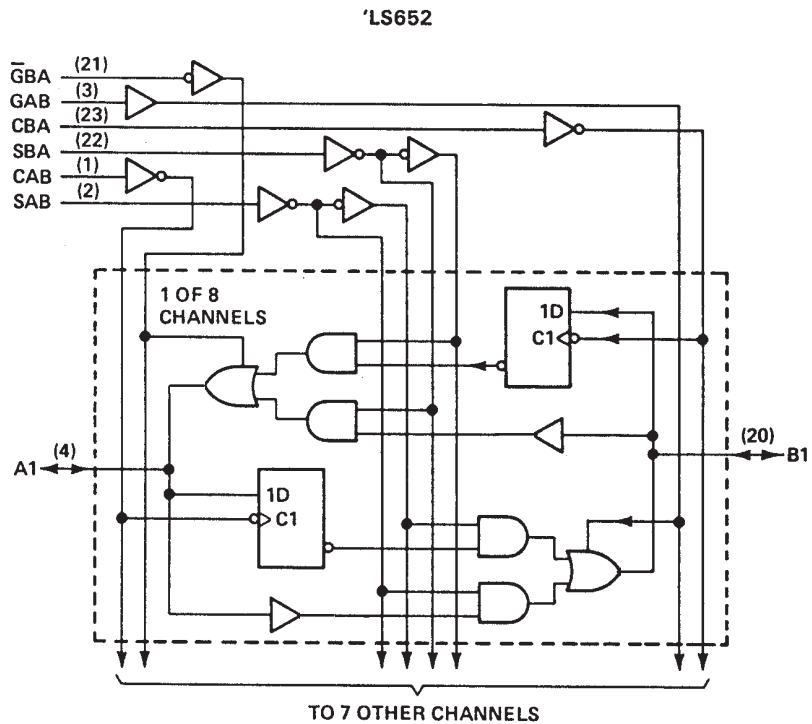 'LS652
G̅BA (21)
GAB (3)
CBA (23)
SBA (22)
CAB (1)
SAB (2)
1 OF 8
CHANNELS
1D
C1
A1 (4)
(20) B1
1D
C1
TO 7 OTHER CHANNELS